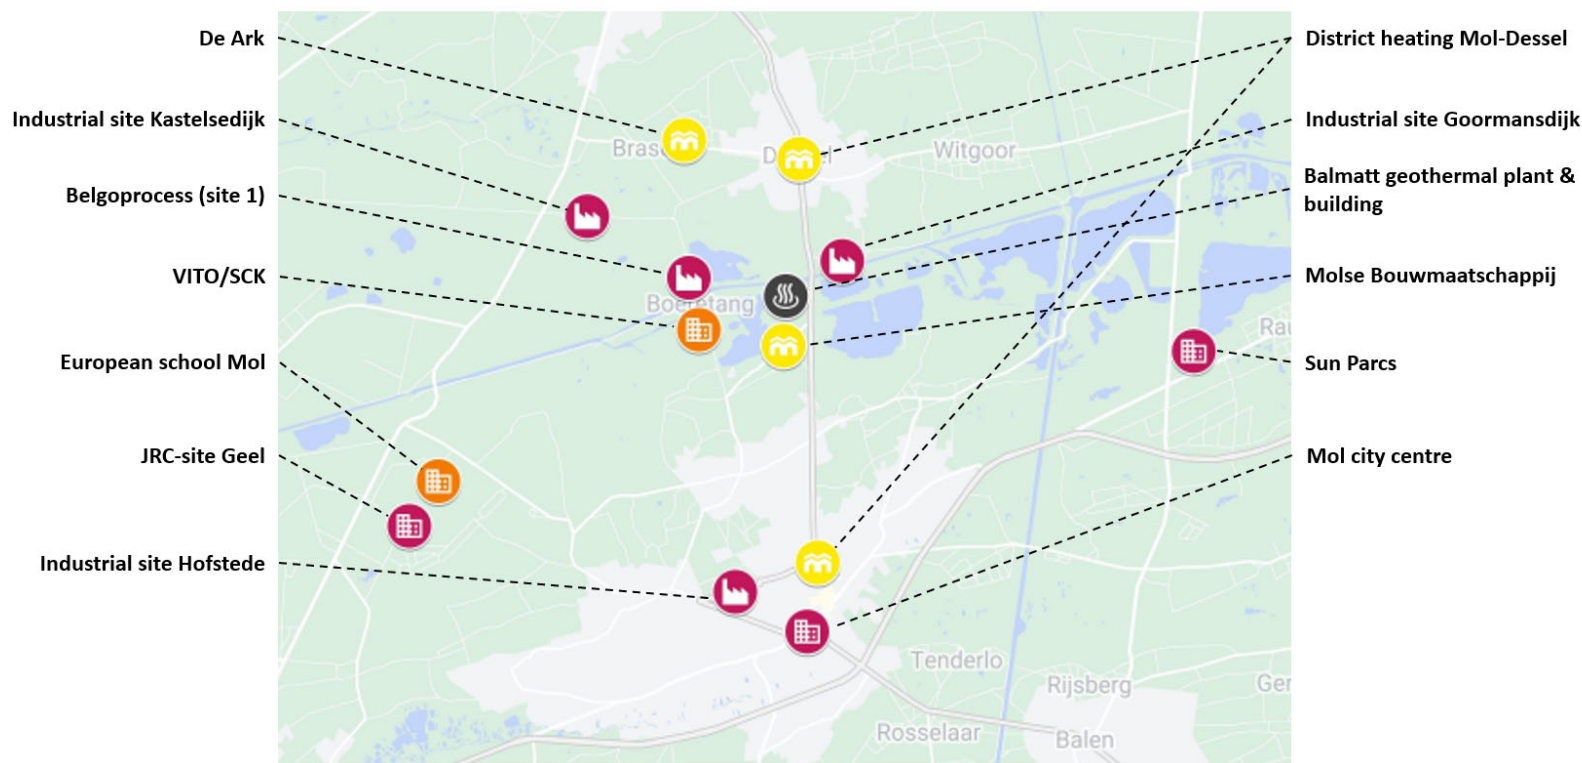 De Ark
Industrial site Kastelsedijk
Belgoprocess (site 1)
VITO/SCK
European school Mol
JRC-site Geel
Industrial site Hofstede
Witgoor
Boeretang
Tenderlo
Rijsberg
Rosselaar
Balen
District heating Mol-Dessel
Industrial site Goormansdijk
Balmatt geothermal plant &
building
Molse Bouwmaatschappij
Sun Parcs
Mol city centre